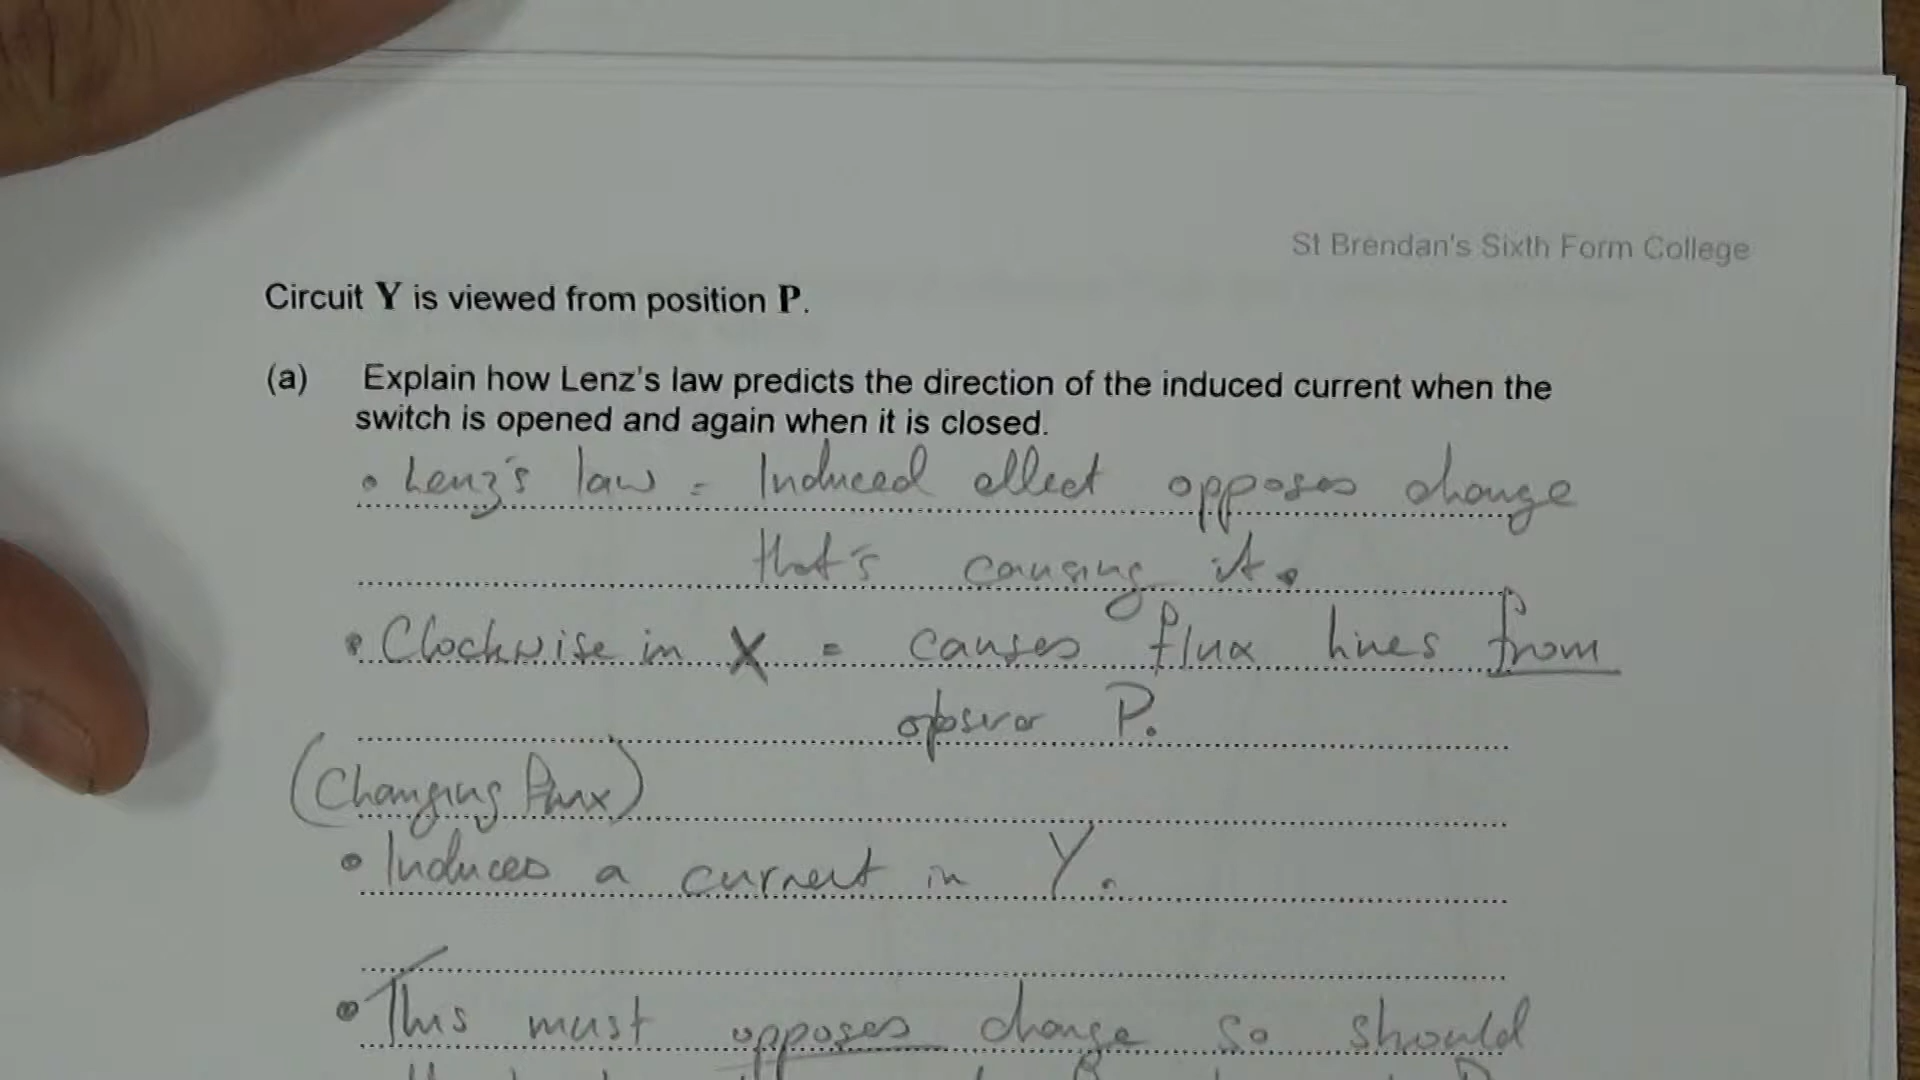 St Brendan's Sixth Form College
Circuit Y is viewed from position P.
(a) Explain how Lenz's law predicts the direction of the induced current when the
switch is opened and again when it is closed.
• Lenz's law = Induced effect opposes change
that's causing it.
• Clockwise in X = causes flux lines from
P.
(Changing flux)
• Induces a current in Y.
• This must opposes change so should